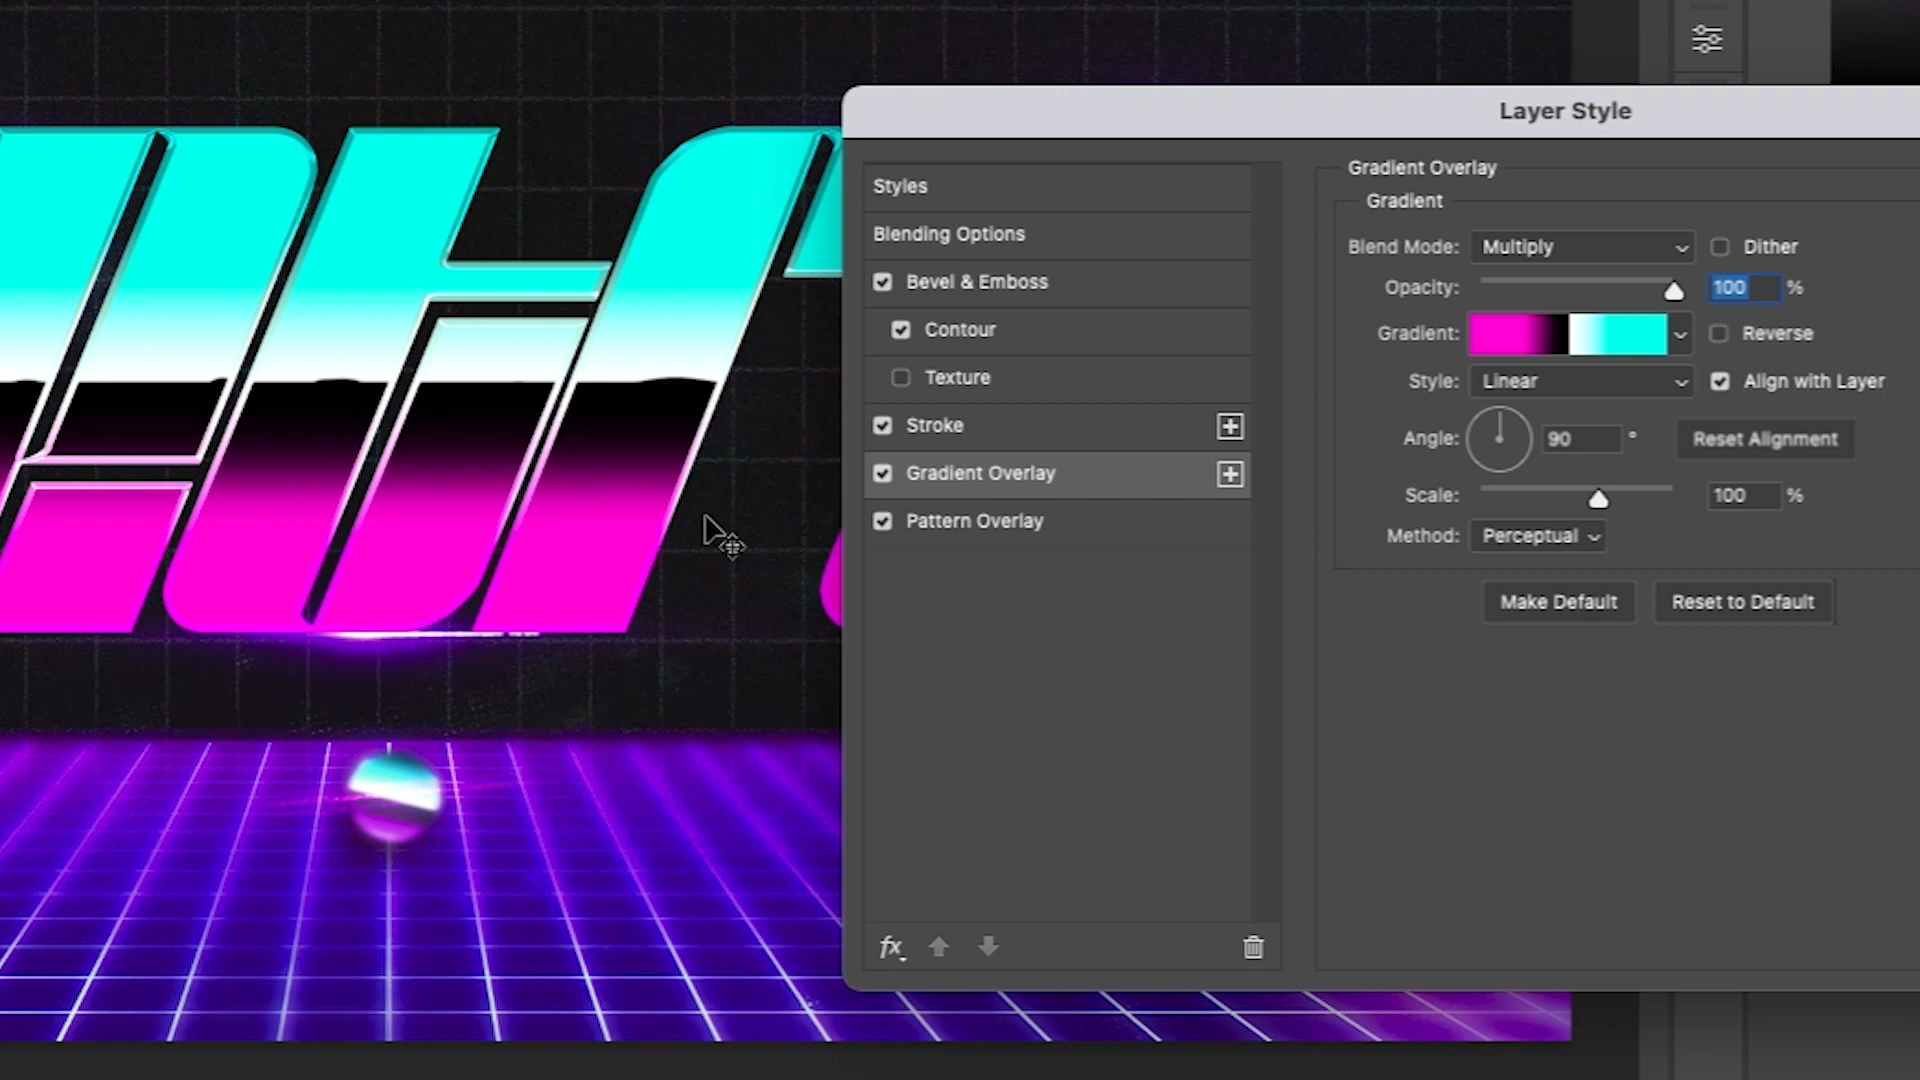 Layer Style
Styles
Blending Options
Bevel & Emboss
Contour
Texture
Stroke
Gradient Overlay
Pattern Overlay
fx
Gradient Overlay
Gradient
Blend Mode: Multiply Dither
Opacity: 100 %
Gradient: Reverse
Style: Linear Align with Layer
Angle: 90 ° Reset Alignment
Scale: 100 %
Method: Perceptual
Make Default Reset to Default